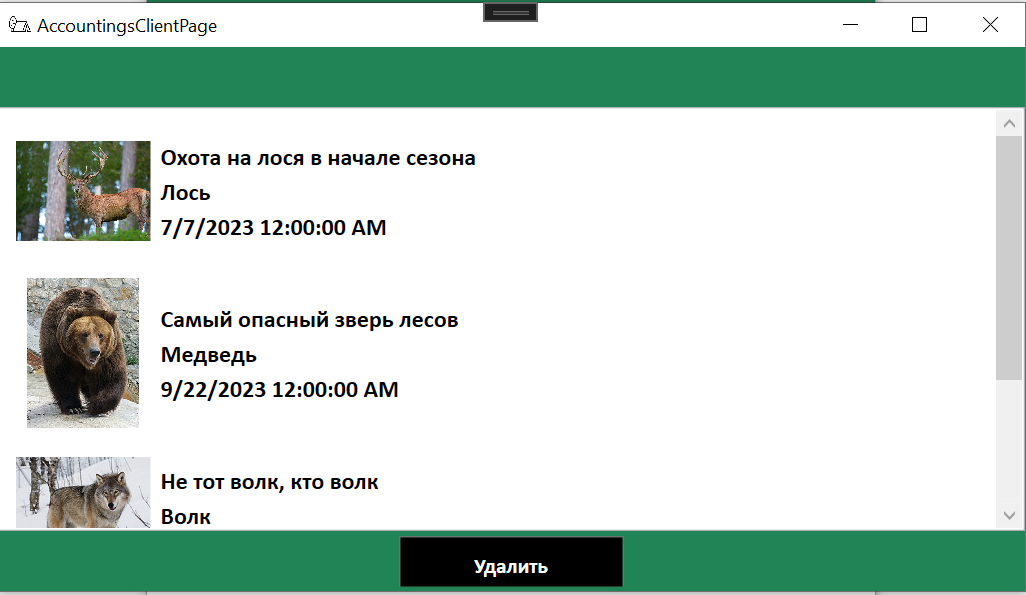 AccountingsClientPage
Охота на лося в начале сезона
Лось
7/7/2023 12:00:00 AM
Самый опасный зверь лесов
Медведь
9/22/2023 12:00:00 AM
Не тот волк, кто волк
Волк
Удалить